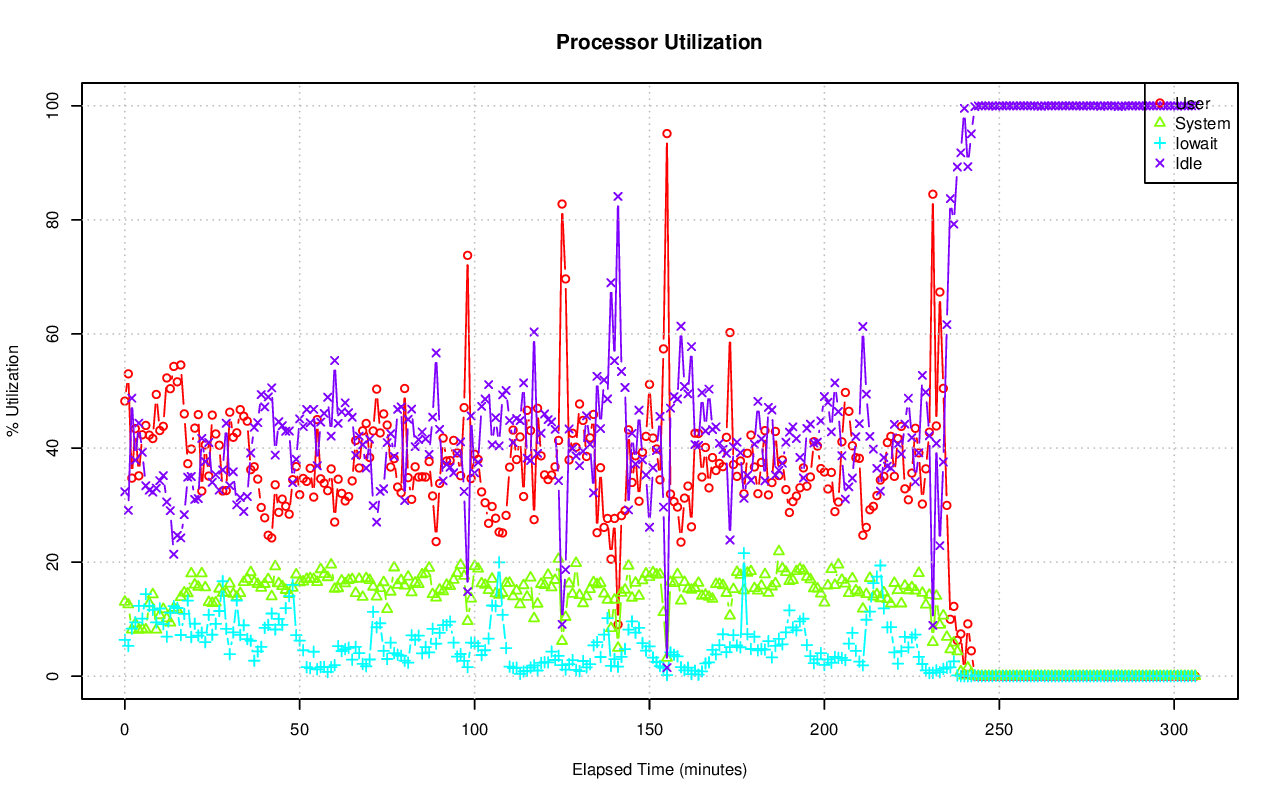 Processor Utilization
100
80
60
40
20
0
% Utilization
User
System
Iowait
Idle
0 50 100 150 200 250 300
Elapsed Time (minutes)